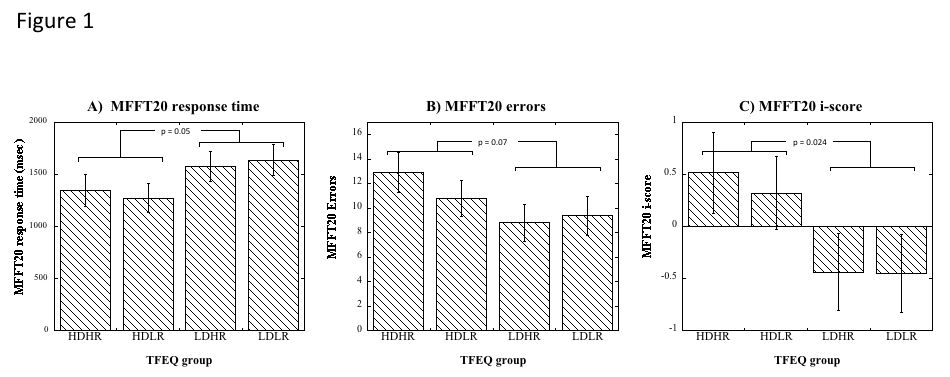 Figure 1
A) MFFT20 response time
MFFT20 response time (msec)
2000
1500
1000
500
0
p = 0.05
HDHR HDLR LDHR LDLR
TFEQ group
B) MFFT20 errors
MFFT20 Errors
16
14
12
10
8
6
4
2
0
p = 0.07
HDHR HDLR LDHR LDLR
TFEQ group
C) MFFT20 i-score
MFFT20 i-score
1
0.5
0
-0.5
-1
p = 0.024
HDHR HDLR LDHR LDLR
TFEQ group